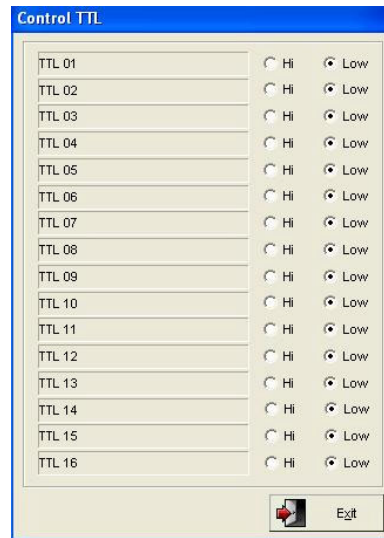 Control TTL
TTL 01 Hi Low
TTL 02 Hi Low
TTL 03 Hi Low
TTL 04 Hi Low
TTL 05 Hi Low
TTL 06 Hi Low
TTL 07 Hi Low
TTL 08 Hi Low
TTL 09 Hi Low
TTL 10 Hi Low
TTL 11 Hi Low
TTL 12 Hi Low
TTL 13 Hi Low
TTL 14 Hi Low
TTL 15 Hi Low
TTL 16 Hi Low
Exit